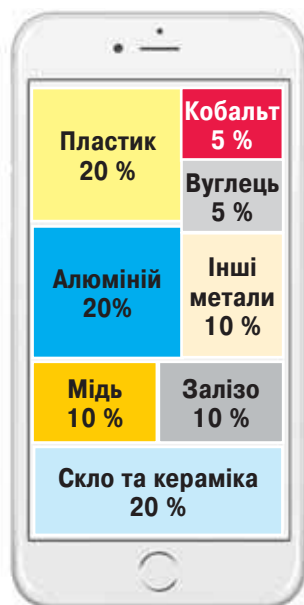 Пластик
20 %
Кобальт
5 %
Вуглець
5 %
Алюміній
20%
Інші
метали
10 %
Мідь
10 %
Залізо
10 %
Скло та кераміка
20 %